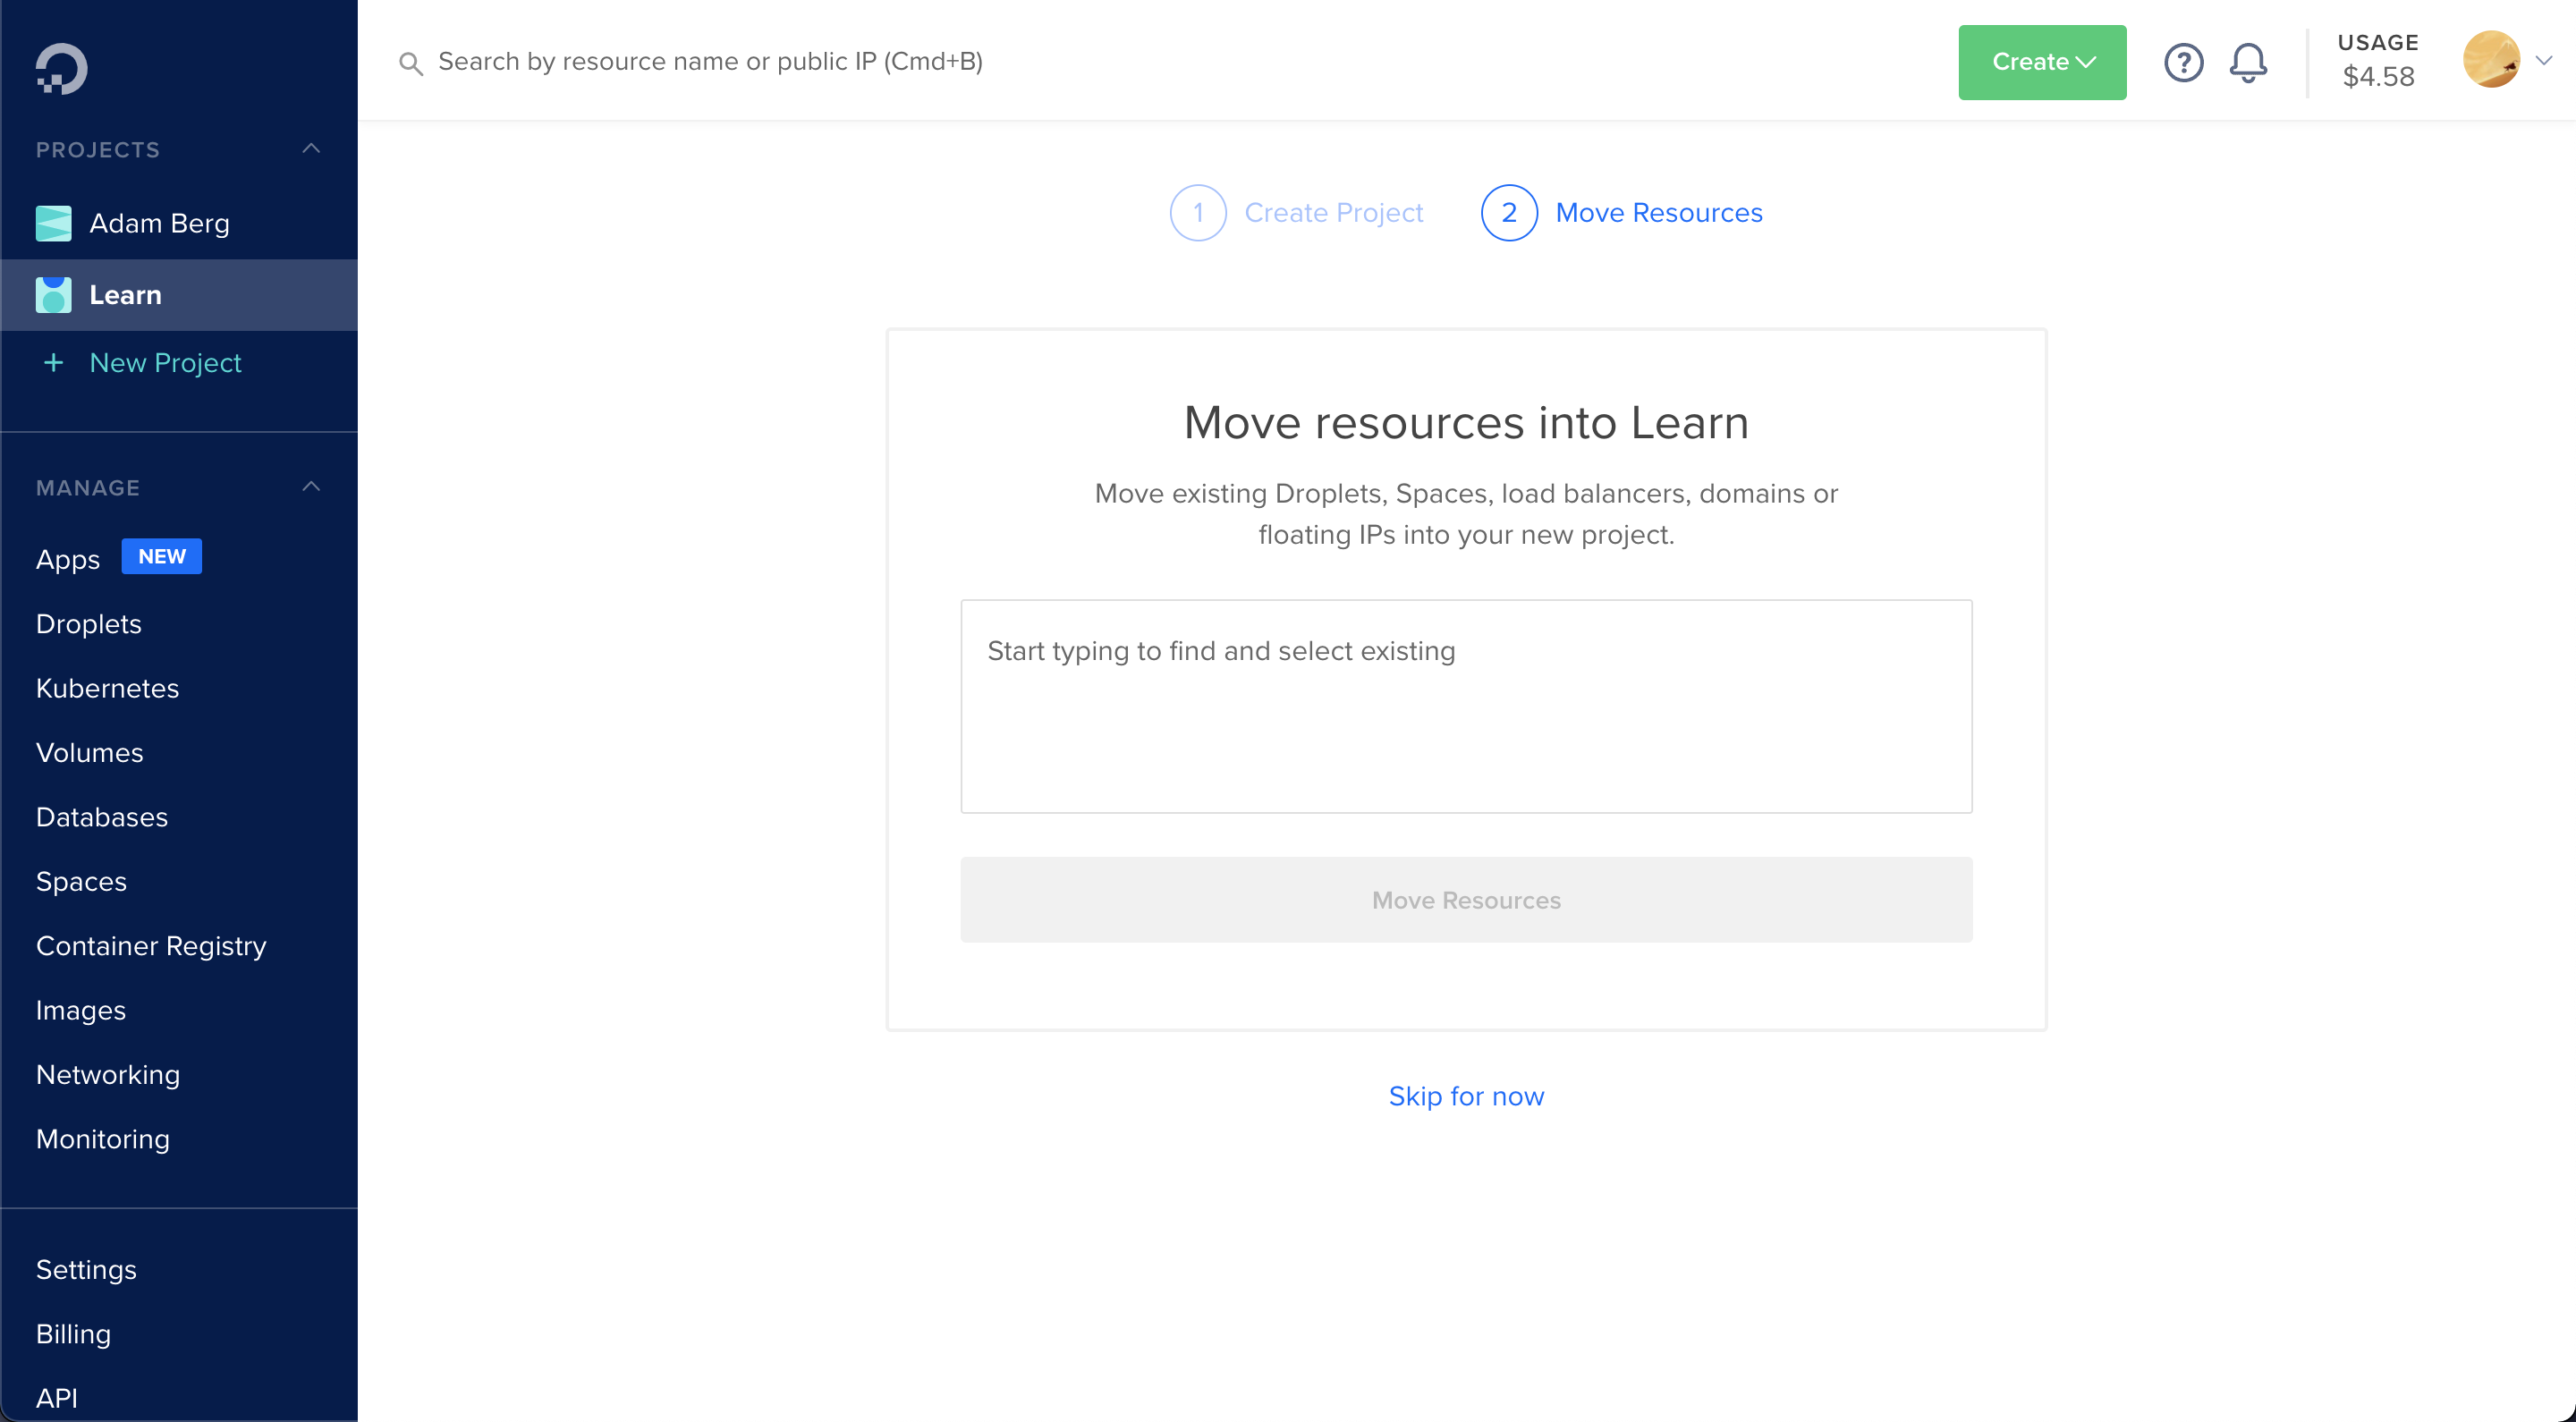 PROJECTS
Adam Berg
Learn
+ New Project
MANAGE
Apps NEW
Droplets
Kubernetes
Volumes
Databases
Spaces
Container Registry
Images
Networking
Monitoring
Settings
Billing
API
Search by resource name or public IP (Cmd+B)
Create
?
USAGE
$4.58
1 Create Project
2 Move Resources
Move resources into Learn
Move existing Droplets, Spaces, load balancers, domains or
floating IPs into your new project.
Start typing to find and select existing
Move Resources
Skip for now